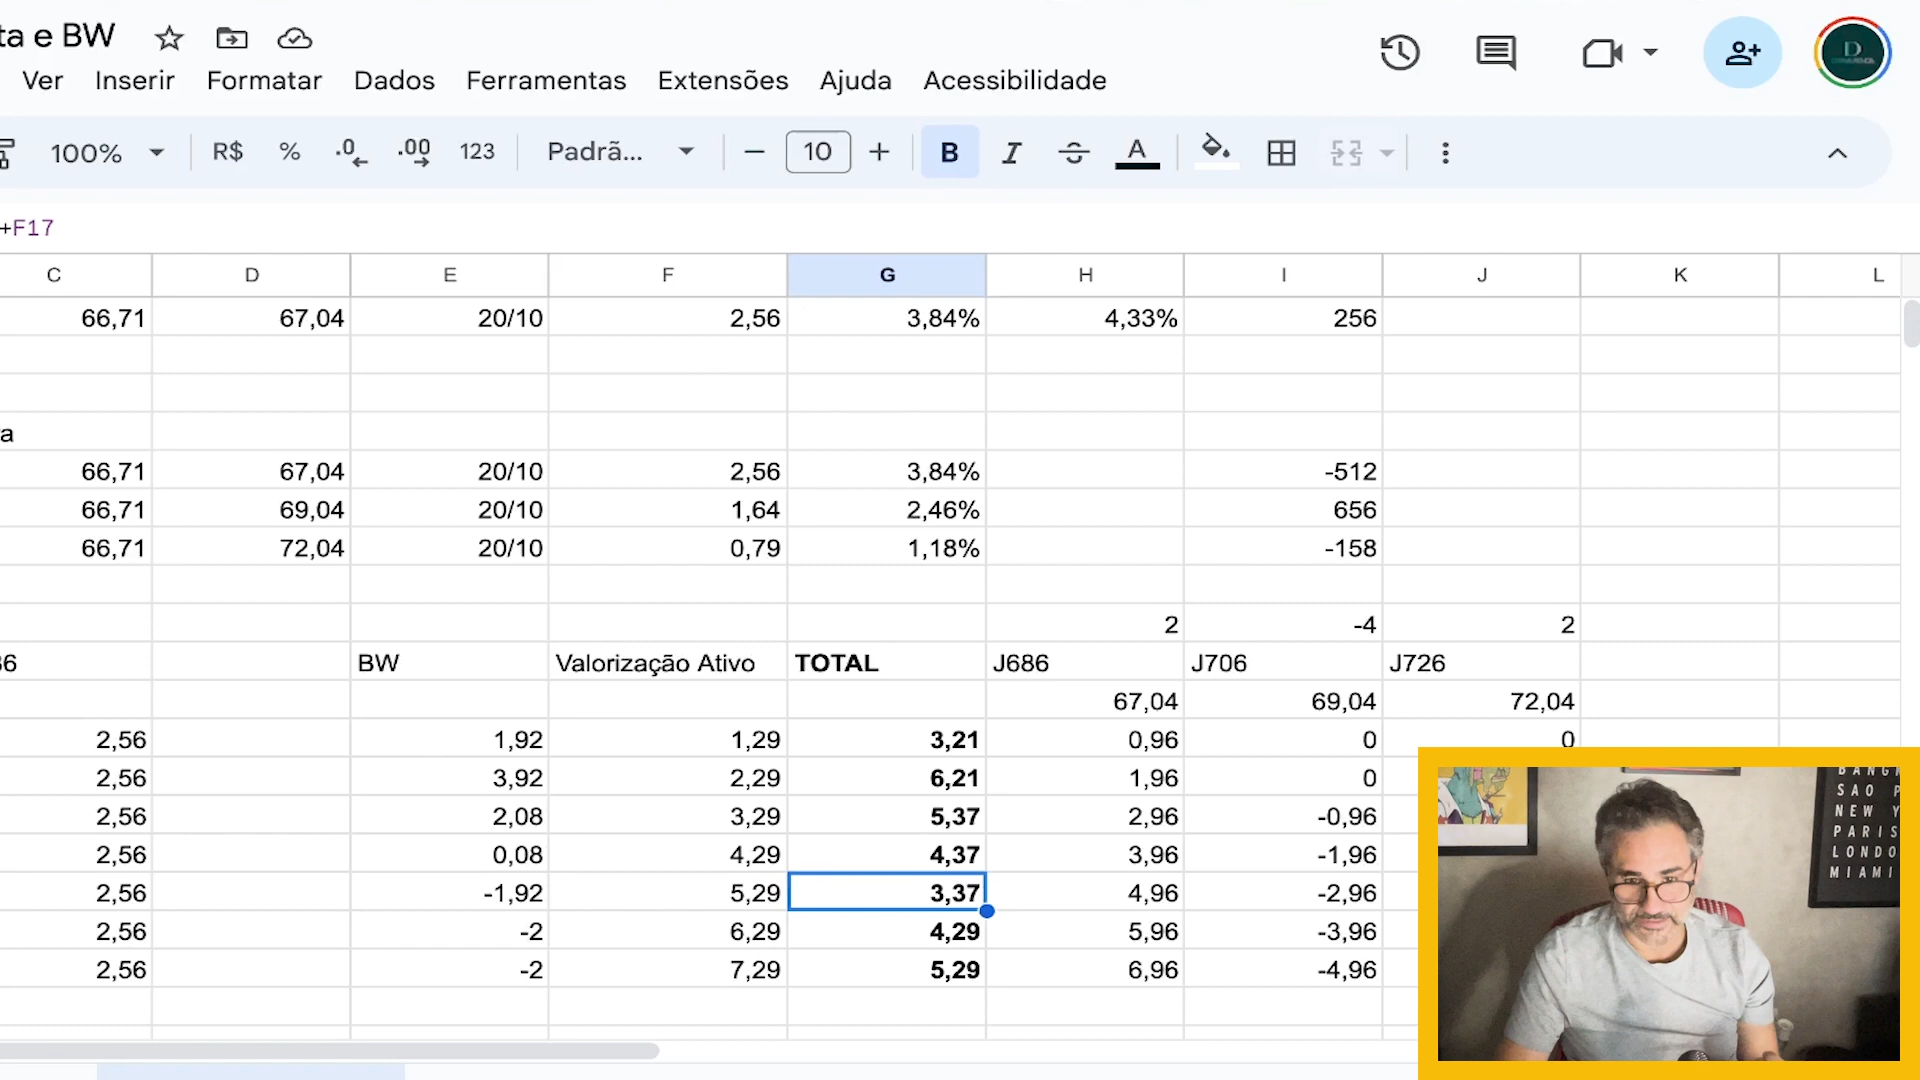 ta e BW
Ver Inserir Formatar Dados Ferramentas Extensões Ajuda Acessibilidade
100% R$ % .0 .00 123 Padrã... − 10 + B I S A
+F17
C D E F G H I J K L
66,71 67,04 20/10 2,56 3,84% 4,33% 256
a
66,71 67,04 20/10 2,56 3,84% -512
66,71 69,04 20/10 1,64 2,46% 656
66,71 72,04 20/10 0,79 1,18% -158
2 -4 2
6 BW Valorização Ativo TOTAL J686 J706 J726
67,04 69,04 72,04
2,56 1,92 1,29 3,21 0,96 0 0
2,56 3,92 2,29 6,21 1,96 0
2,56 2,08 3,29 5,37 2,96 -0,96
2,56 0,08 4,29 4,37 3,96 -1,96
2,56 -1,92 5,29 3,37 4,96 -2,96
2,56 -2 6,29 4,29 5,96 -3,96
2,56 -2 7,29 5,29 6,96 -4,96
BANGK
SAO P
NEW Y
PARIS
LONDO
MIAMI